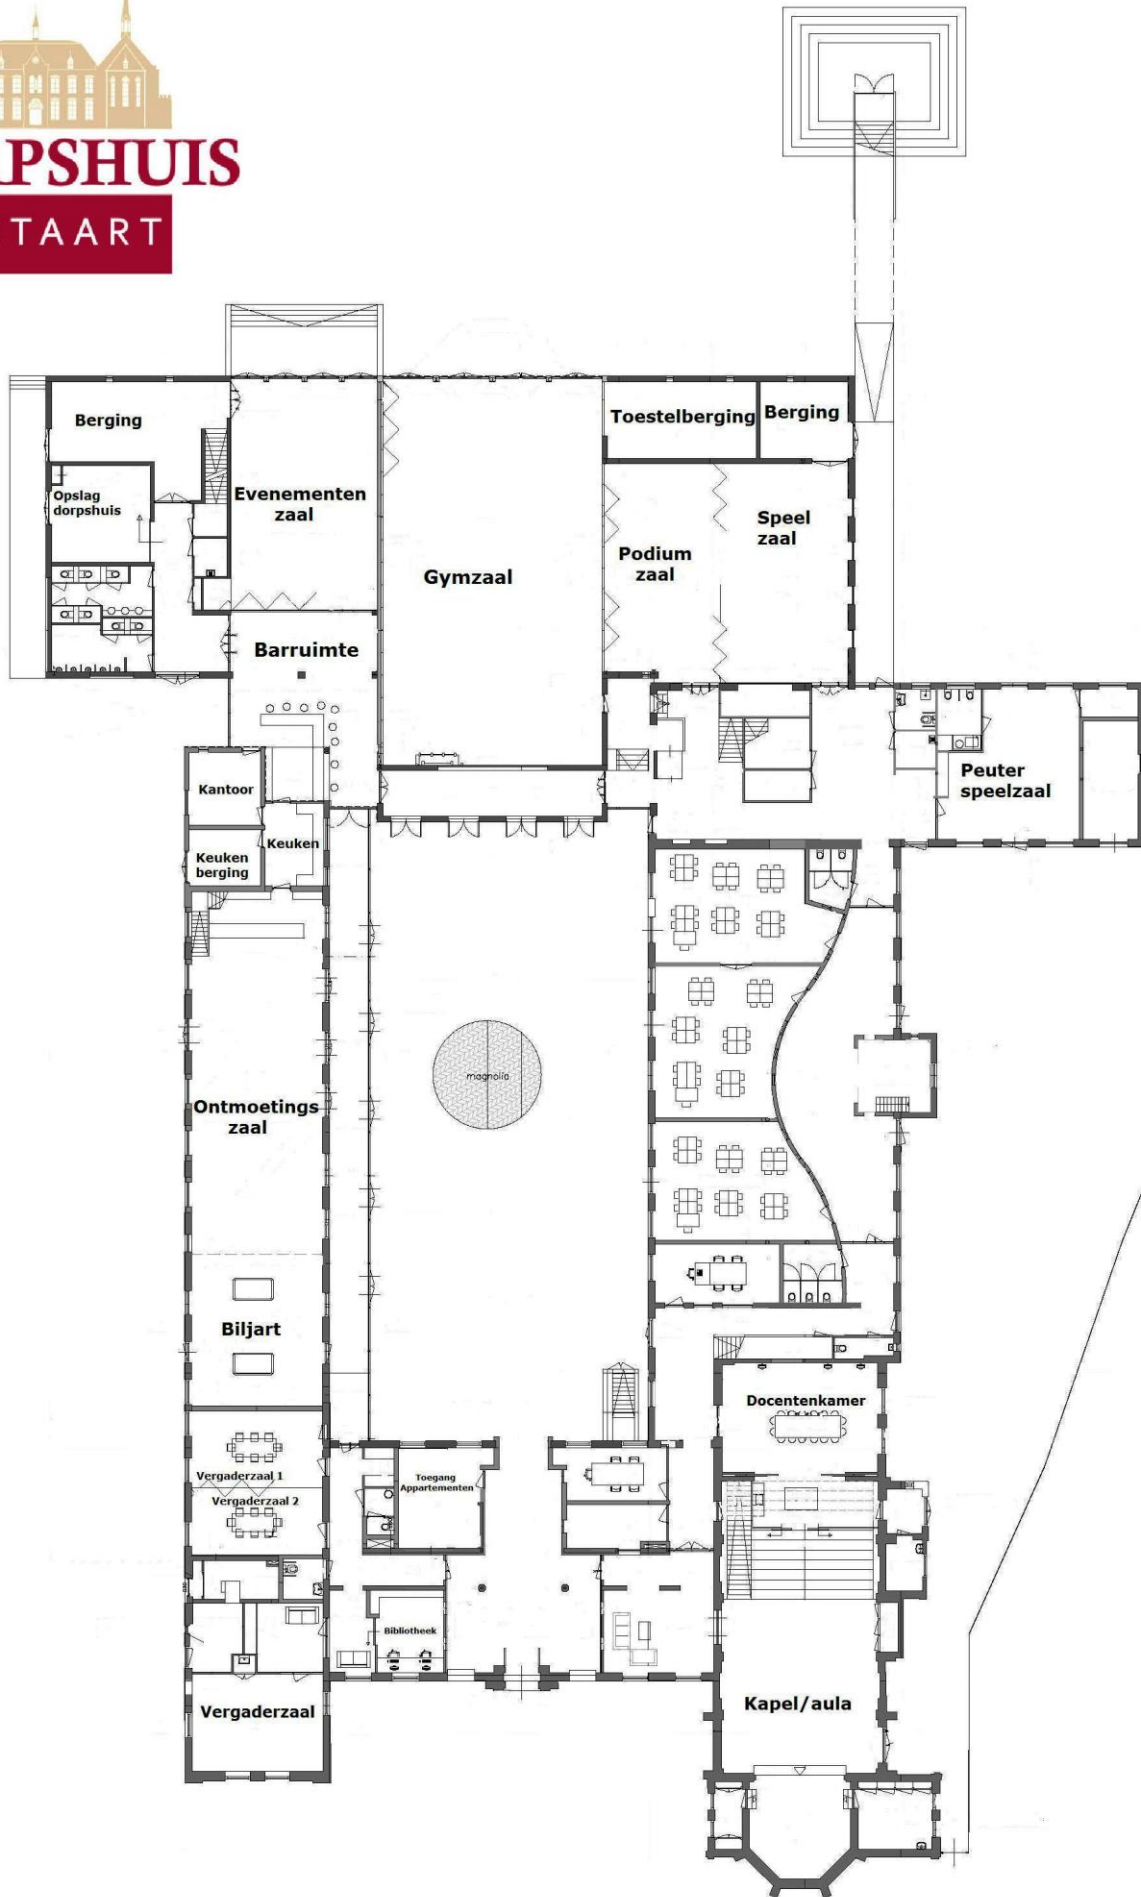 PSHUIS
TAART
Berging
Opslag
dorpshuis
Evenementen
zaal
Gymzaal
Toestelberging
Berging
Podium
zaal
Speel
zaal
Barruimte
Kantoor
Keuken
Keuken
berging
Peuter
speelzaal
magnolia
Ontmoetings
zaal
Biljart
Docentenkamer
Vergaderzaal 1
Vergaderzaal 2
Toegang
Appartementen
Bibliotheek
Vergaderzaal
Kapel/aula